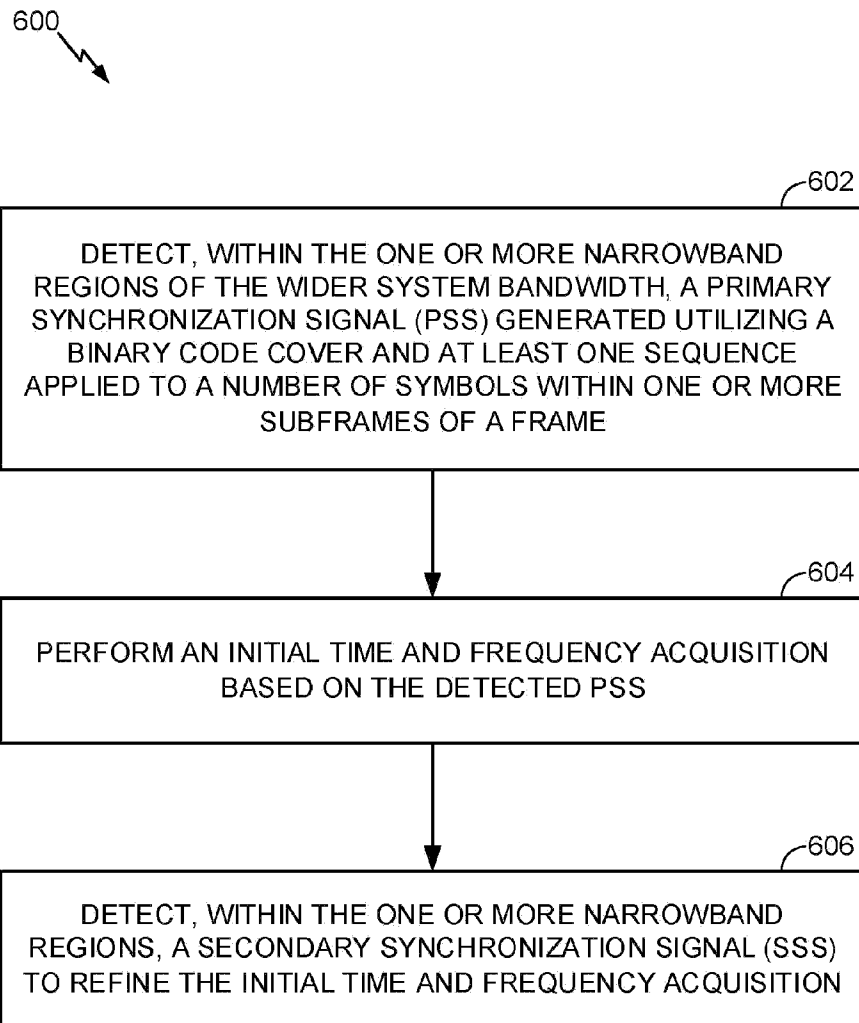 600
602
DETECT, WITHIN THE ONE OR MORE NARROWBAND
REGIONS OF THE WIDER SYSTEM BANDWIDTH, A PRIMARY
SYNCHRONIZATION SIGNAL (PSS) GENERATED UTILIZING A
BINARY CODE COVER AND AT LEAST ONE SEQUENCE
APPLIED TO A NUMBER OF SYMBOLS WITHIN ONE OR MORE
SUBFRAMES OF A FRAME
604
PERFORM AN INITIAL TIME AND FREQUENCY ACQUISITION
BASED ON THE DETECTED PSS
606
DETECT, WITHIN THE ONE OR MORE NARROWBAND
REGIONS, A SECONDARY SYNCHRONIZATION SIGNAL (SSS)
TO REFINE THE INITIAL TIME AND FREQUENCY ACQUISITION